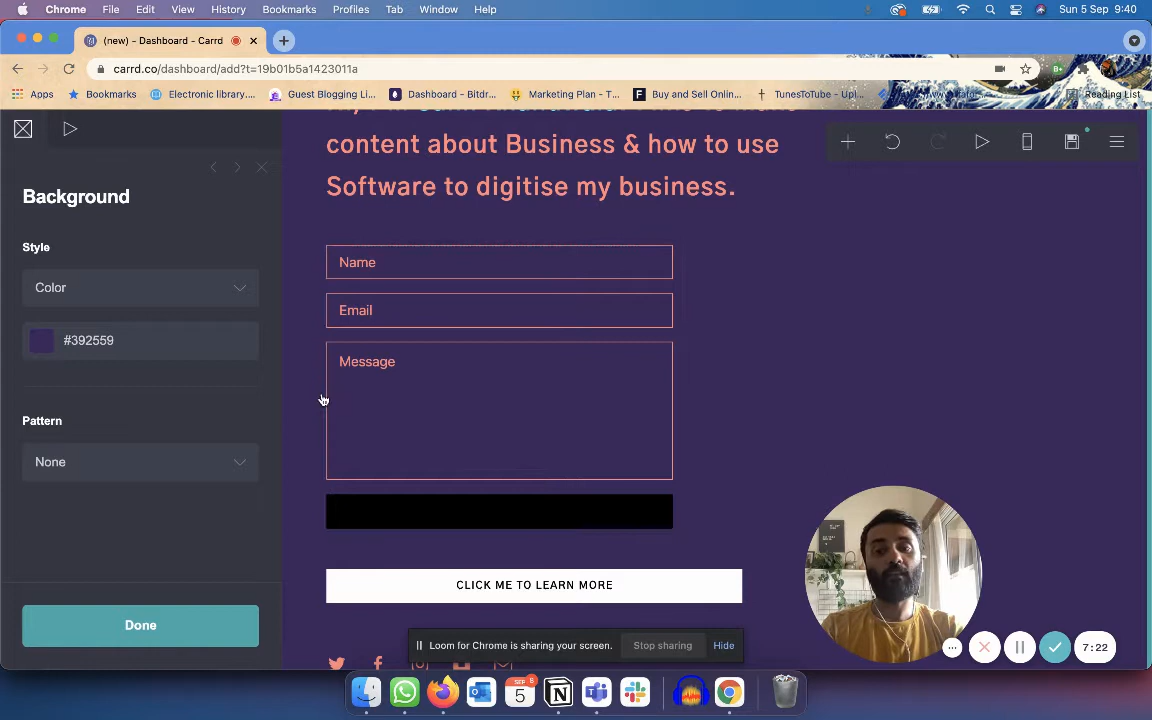 Chrome File Edit View History Bookmarks Profiles Tab Window Help Sun 5 Sep 9:40
(new) - Dashboard - Carrd
carrd.co/dashboard/add?t=19b01b5a1423011a
Apps Bookmarks Electronic library.... Guest Blogging Li... Dashboard - Bitdr... Marketing Plan - T... Buy and Sell Onlin... TunesToTube - Upl... Reading List
Background
Style
Color
#392559
Pattern
None
Done
content about Business & how to use
Software to digitise my business.
Name
Email
Message
CLICK ME TO LEARN MORE
Loom for Chrome is sharing your screen. Stop sharing Hide
7:22
SEP 6
5